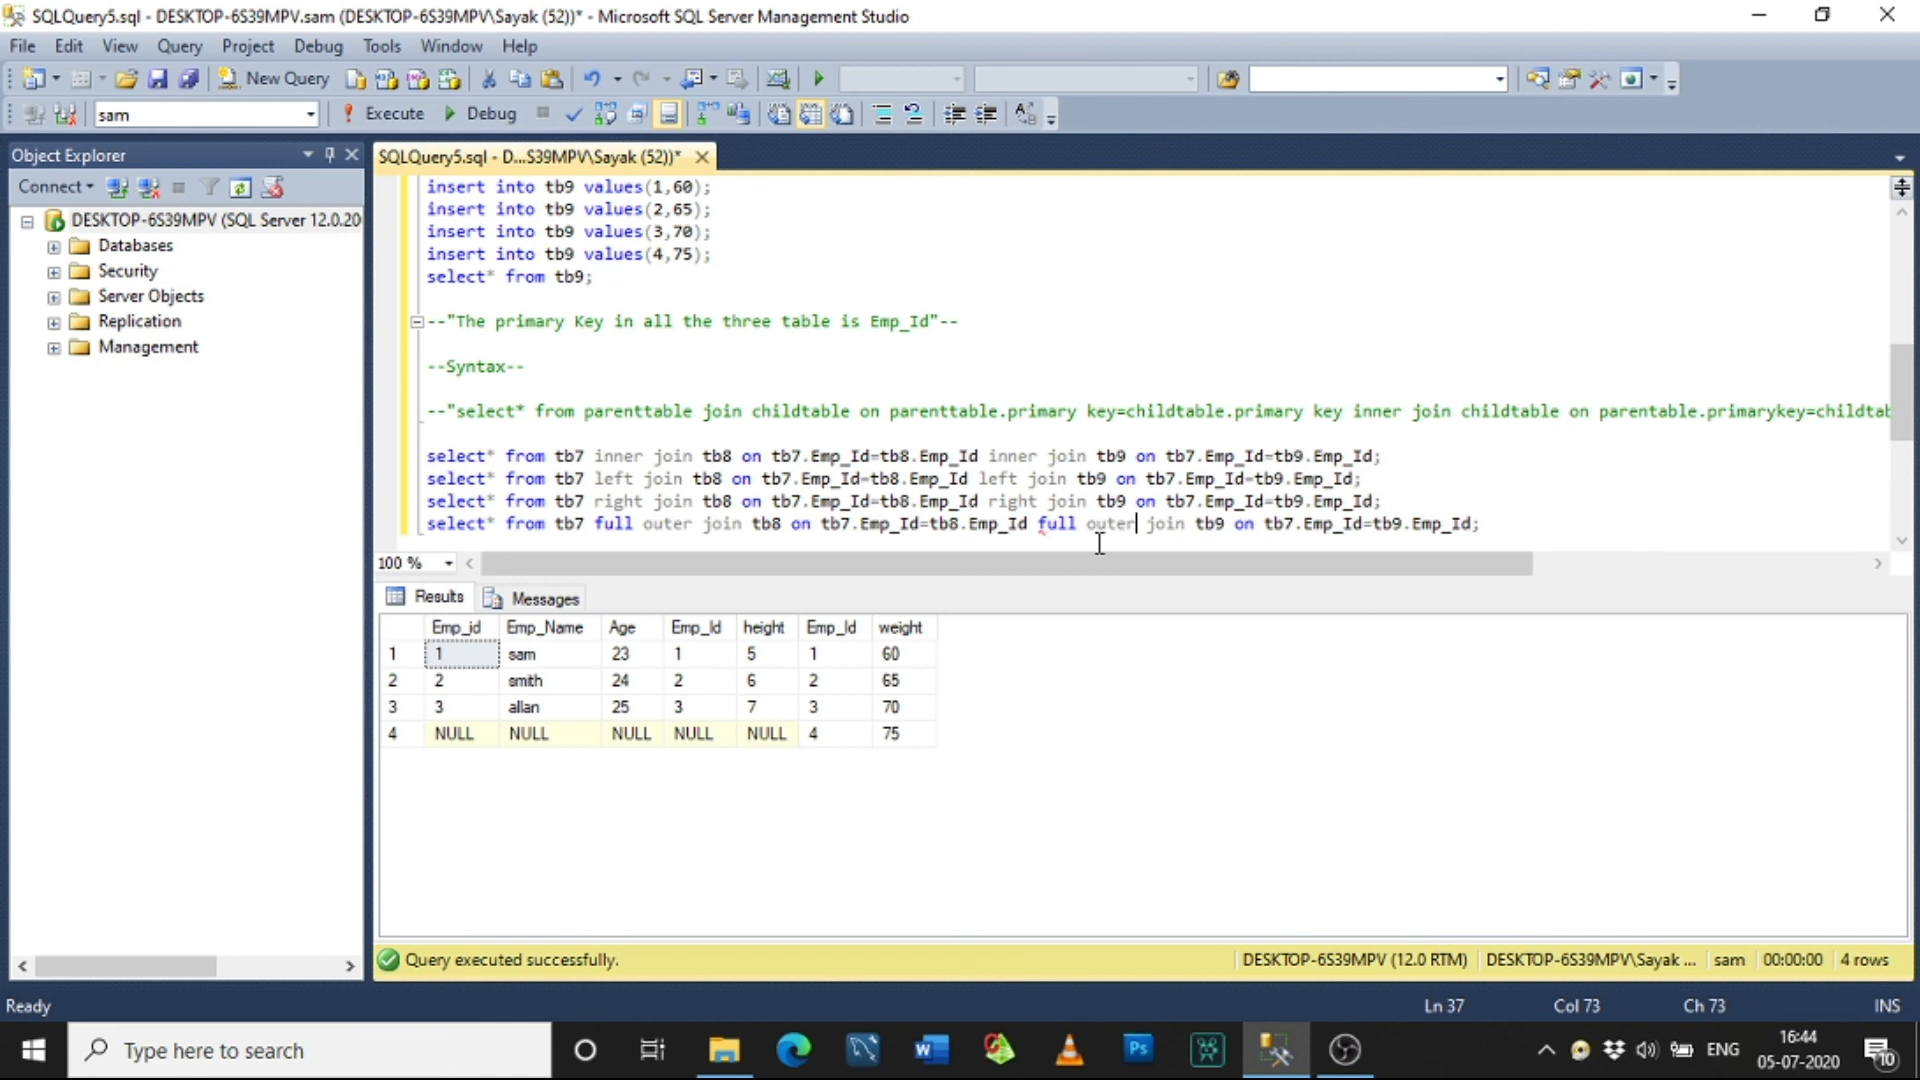 SQLQuery5.sql - DESKTOP-6S39MPV.sam (DESKTOP-6S39MPV\Sayak (52))* - Microsoft SQL Server Management Studio
File Edit View Query Project Debug Tools Window Help
New Query
sam Execute Debug
Object Explorer
Connect
DESKTOP-6S39MPV (SQL Server 12.0.20
Databases
Security
Server Objects
Replication
Management
SQLQuery5.sql - D...S39MPV\Sayak (52))*
insert into tb9 values(1,60);
insert into tb9 values(2,65);
insert into tb9 values(3,70);
insert into tb9 values(4,75);
select* from tb9;
--"The primary Key in all the three table is Emp_Id"--
--Syntax--
--"select* from parenttable join childtable on parenttable.primary key=childtable.primary key inner join childtable on parentable.primarykey=childtab
select* from tb7 inner join tb8 on tb7.Emp_Id=tb8.Emp_Id inner join tb9 on tb7.Emp_Id=tb9.Emp_Id;
select* from tb7 left join tb8 on tb7.Emp_Id=tb8.Emp_Id left join tb9 on tb7.Emp_Id=tb9.Emp_Id;
select* from tb7 right join tb8 on tb7.Emp_Id=tb8.Emp_Id right join tb9 on tb7.Emp_Id=tb9.Emp_Id;
select* from tb7 full outer join tb8 on tb7.Emp_Id=tb8.Emp_Id full outer join tb9 on tb7.Emp_Id=tb9.Emp_Id;
100 %
Results Messages
Emp_id Emp_Name Age Emp_Id height Emp_Id weight
1 1 sam 23 1 5 1 60
2 2 smith 24 2 6 2 65
3 3 allan 25 3 7 3 70
4 NULL NULL NULL NULL NULL 4 75
Query executed successfully. DESKTOP-6S39MPV (12.0 RTM) DESKTOP-6S39MPV\Sayak ... sam 00:00:00 4 rows
Ready Ln 37 Col 73 Ch 73 INS
Type here to search
Ps
ENG
16:44
05-07-2020
10